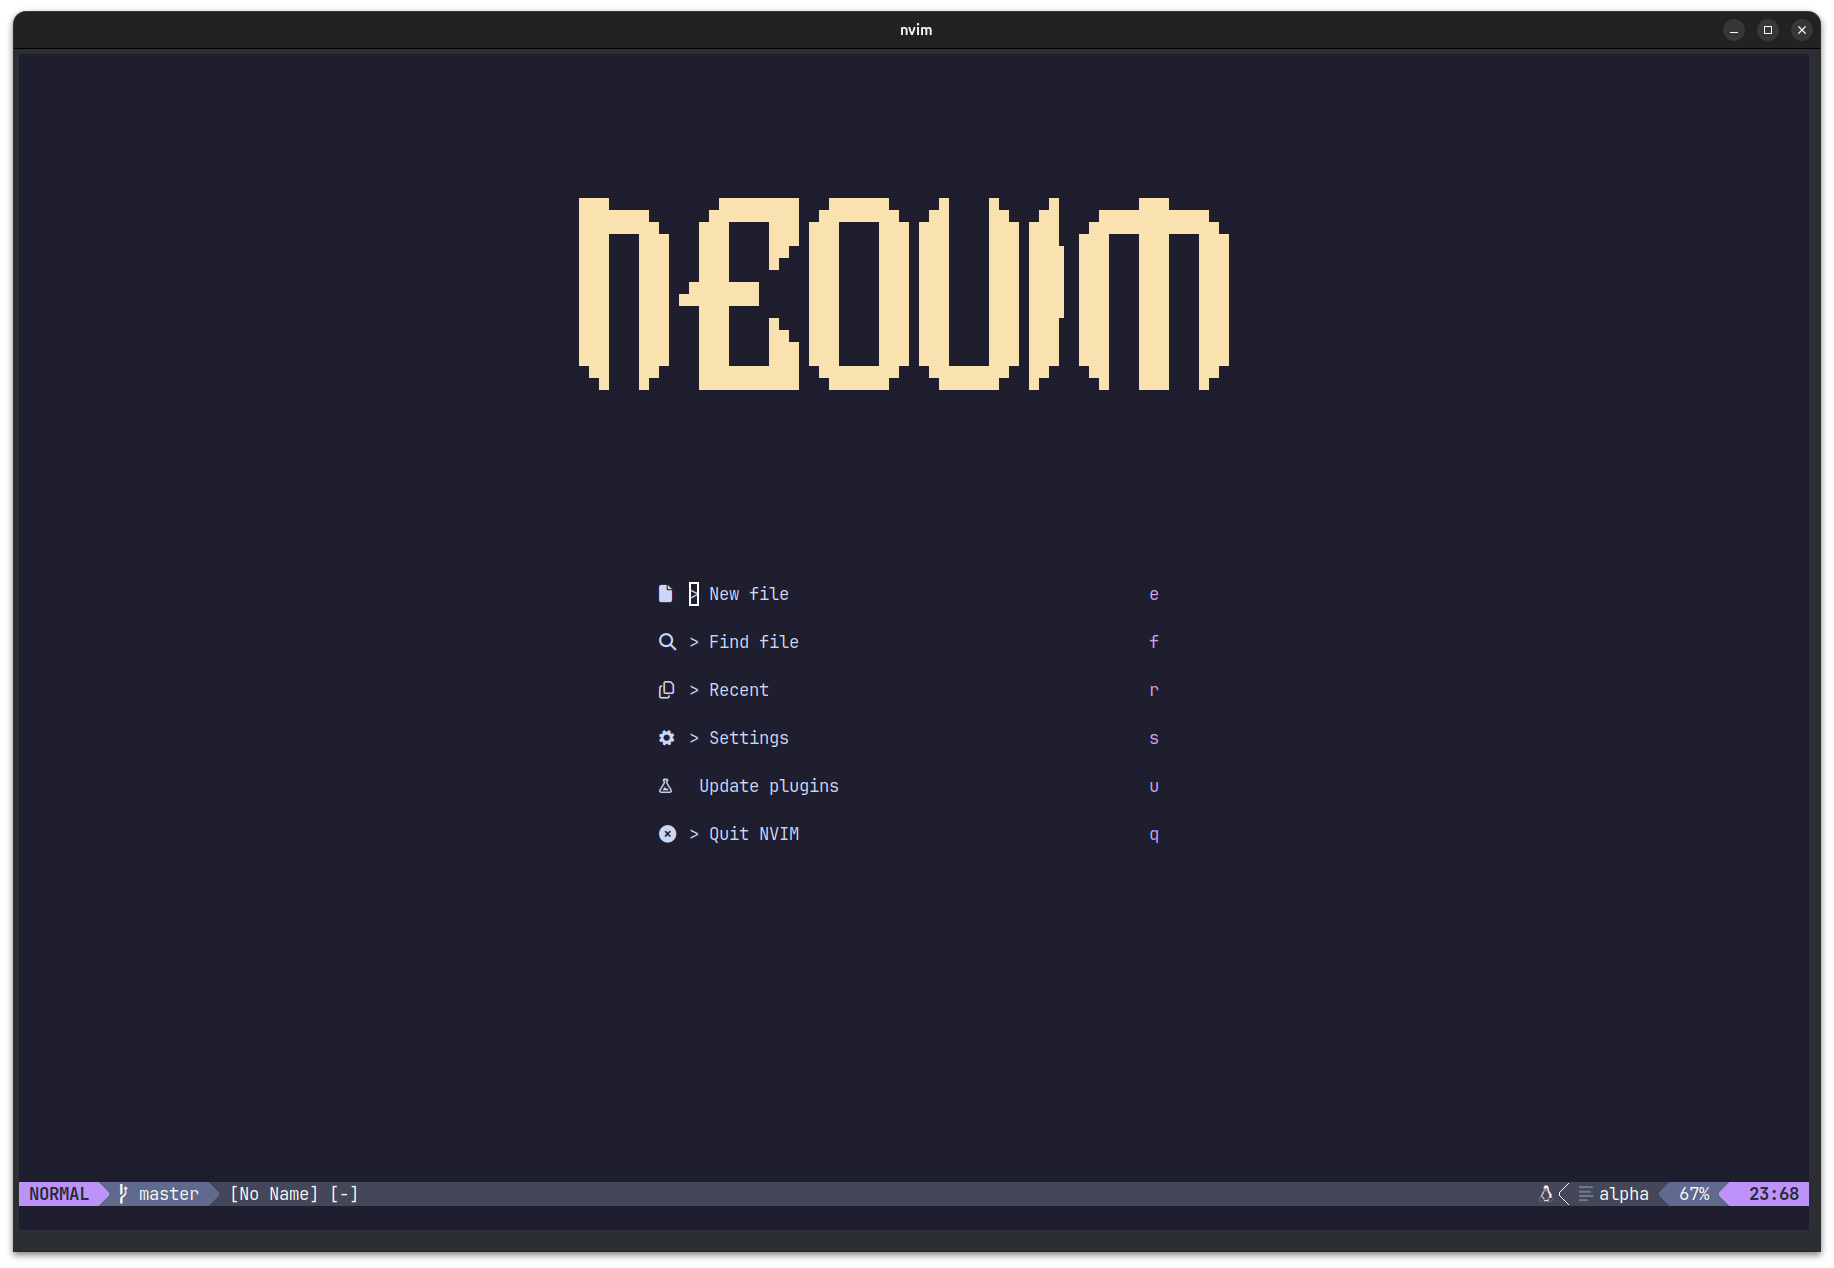 nvim
NEOVIM
> New file e
> Find file f
> Recent r
> Settings s
Update plugins u
> Quit NVIM q
NORMAL master [No Name] [-] alpha 67% 23:68